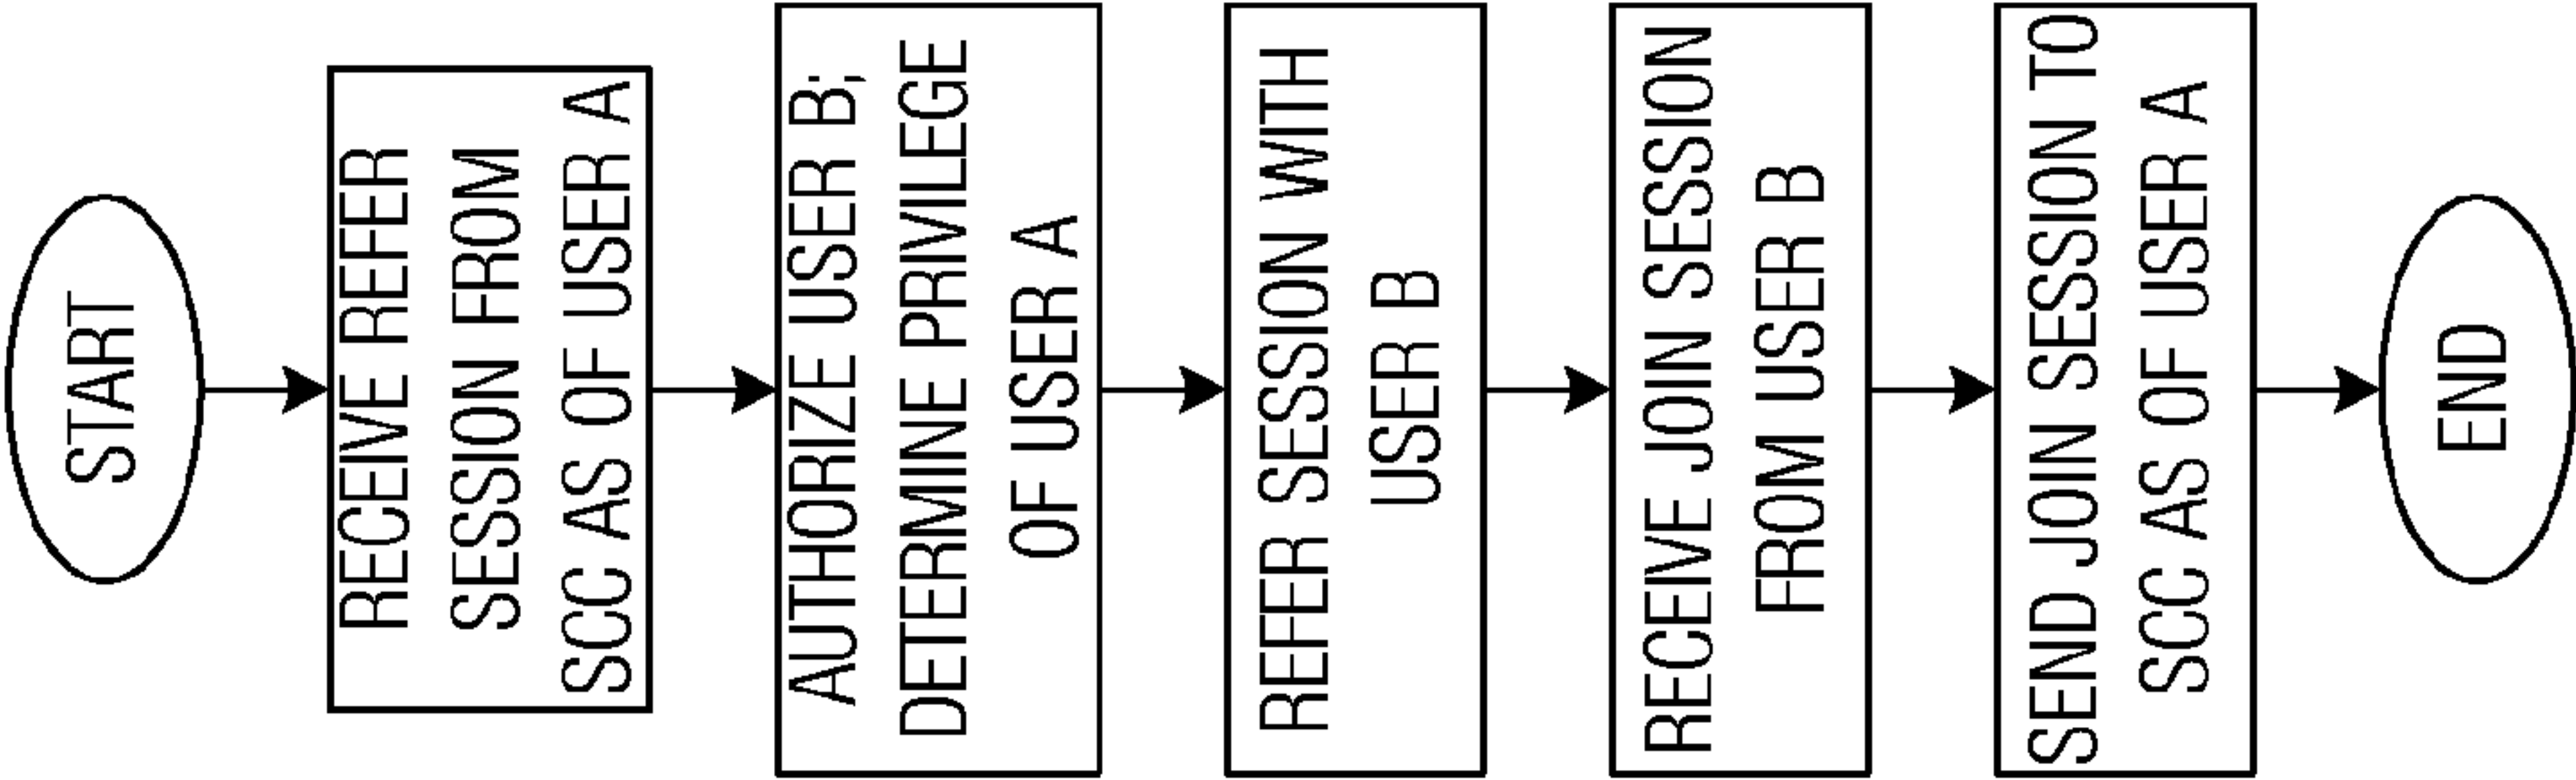 START
RECEIVE REFER
SESSION FROM
SCC AS OF USER A
AUTHORIZE USER B;
DETERMINE PRIVILEGE
OF USER A
REFER SESSION WITH
USER B
RECEIVE JOIN SESSION
FROM USER B
SEND JOIN SESSION TO
SCC AS OF USER A
END